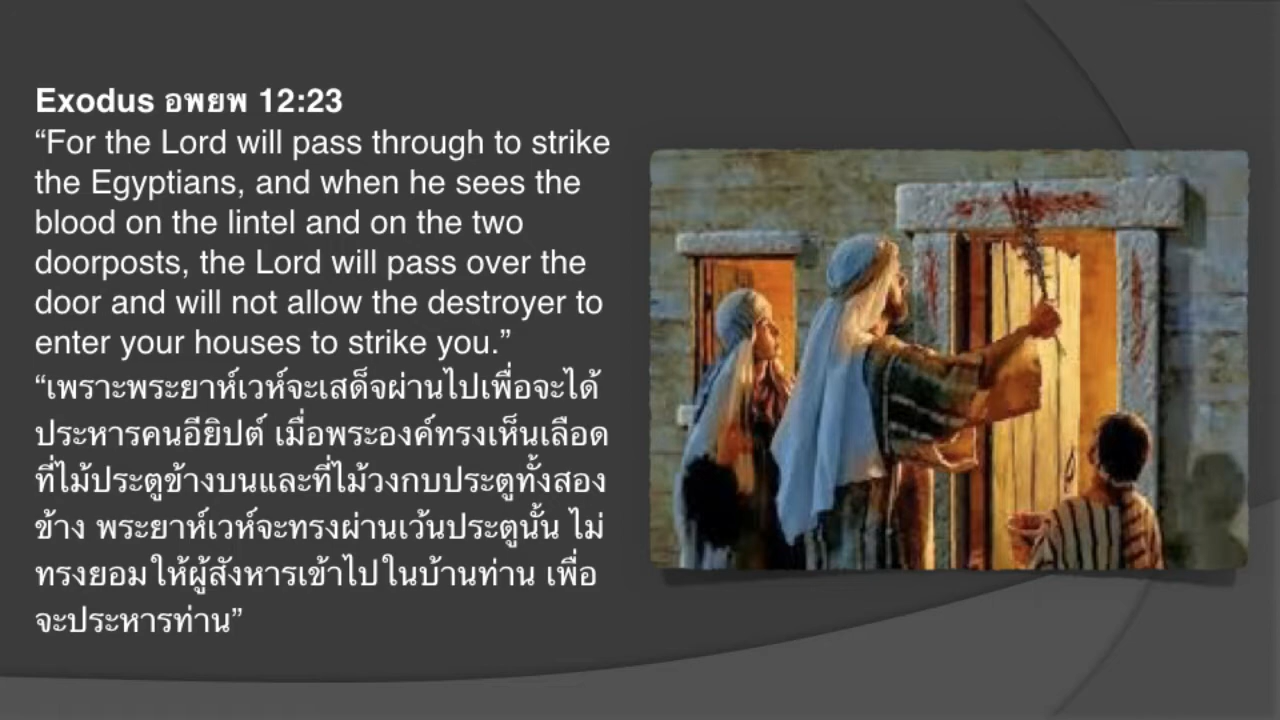 Exodus อพยพ 12:23
“For the Lord will pass through to strike
the Egyptians, and when he sees the
blood on the lintel and on the two
doorposts, the Lord will pass over the
door and will not allow the destroyer to
enter your houses to strike you.”
“เพราะพระยาห์เวห์จะเสด็จผ่านไปเพื่อจะได้
ประหารคนอียิปต์ เมื่อพระองค์ทรงเห็นเลือด
ที่ไม้ประตูข้างบนและที่ไม้วงกบประตูทั้งสอง
ข้าง พระยาห์เวห์จะทรงผ่านเว้นประตูนั้น ไม่
ทรงยอมให้ผู้สังหารเข้าไปในบ้านท่าน เพื่อ
จะประหารท่าน”